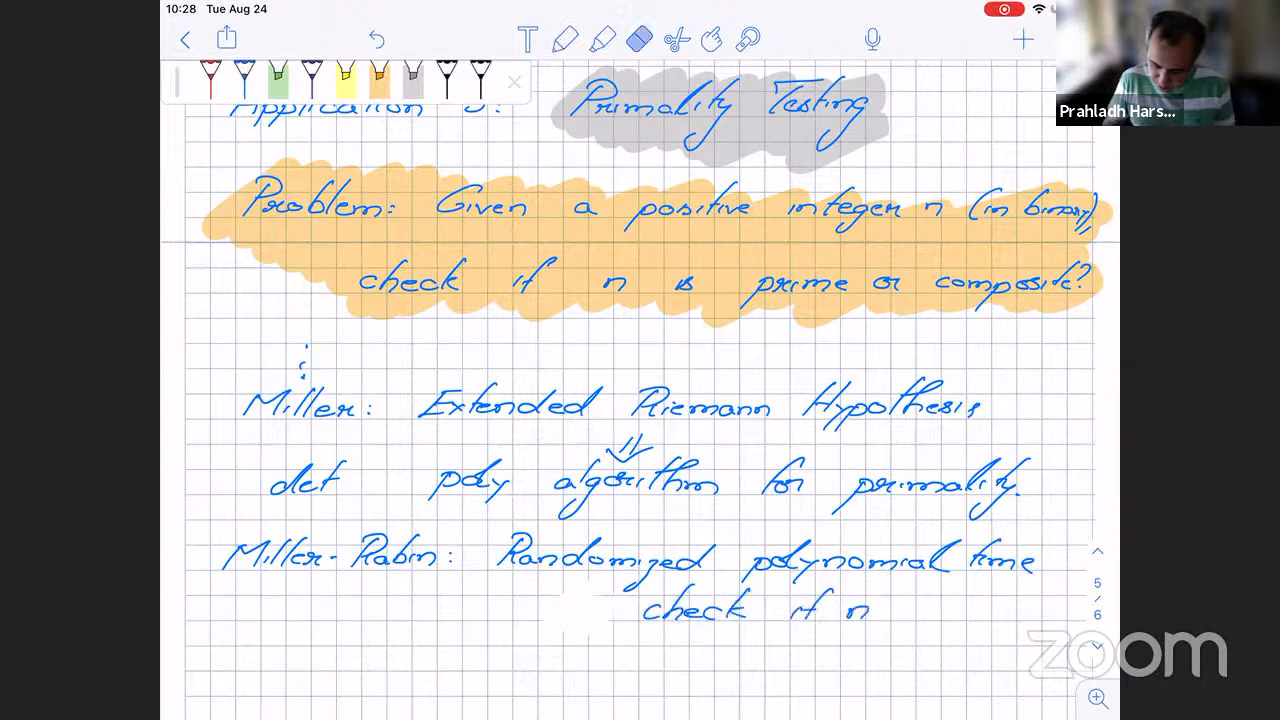 10:28 Tue Aug 24
Prahladh Hars...
Application 3: Primality Testing
Problem: Given a positive integer n (in binary),
check if n is prime or composite?
Miller: Extended Riemann Hypothesis
⇓
det poly algorithm for primality.
Miller-Rabin: Randomized polynomial time
check if n
5
/
6
zoom